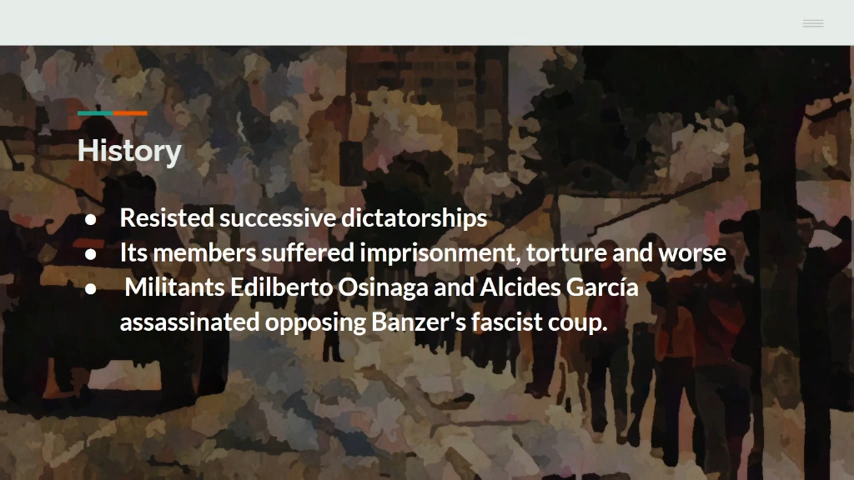 History
● Resisted successive dictatorships
● Its members suffered imprisonment, torture and worse
● Militants Edilberto Osinaga and Alcides García
assassinated opposing Banzer's fascist coup.